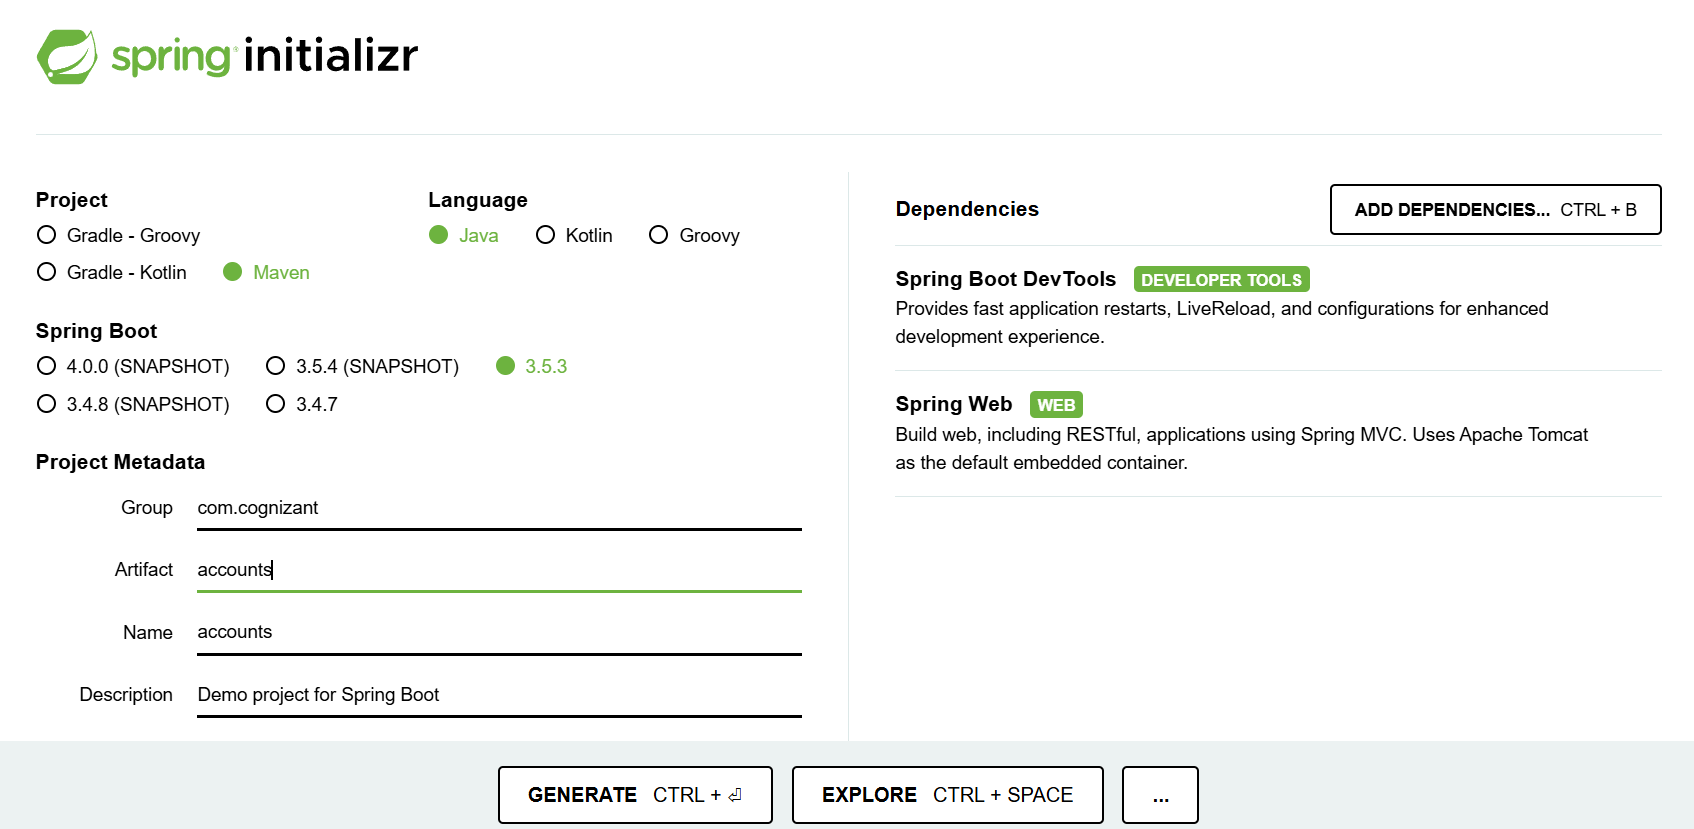 spring initializr
Project
Gradle - Groovy
Gradle - Kotlin Maven
Language
Java Kotlin Groovy
Spring Boot
4.0.0 (SNAPSHOT) 3.5.4 (SNAPSHOT) 3.5.3
3.4.8 (SNAPSHOT) 3.4.7
Project Metadata
Group com.cognizant
Artifact accounts
Name accounts
Description Demo project for Spring Boot
Dependencies ADD DEPENDENCIES... CTRL + B
Spring Boot DevTools DEVELOPER TOOLS
Provides fast application restarts, LiveReload, and configurations for enhanced
development experience.
Spring Web WEB
Build web, including RESTful, applications using Spring MVC. Uses Apache Tomcat
as the default embedded container.
GENERATE CTRL + ⏎ EXPLORE CTRL + SPACE ...